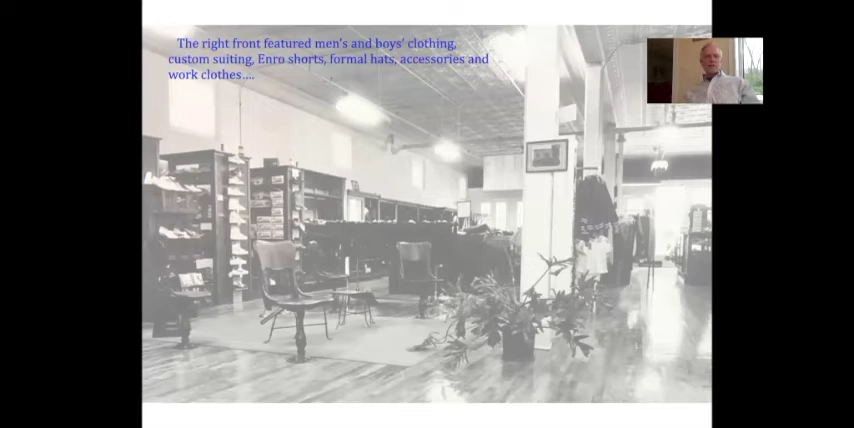 The right front featured men's and boys' clothing,
custom suiting, Enro shorts, formal hats, accessories and
work clothes….